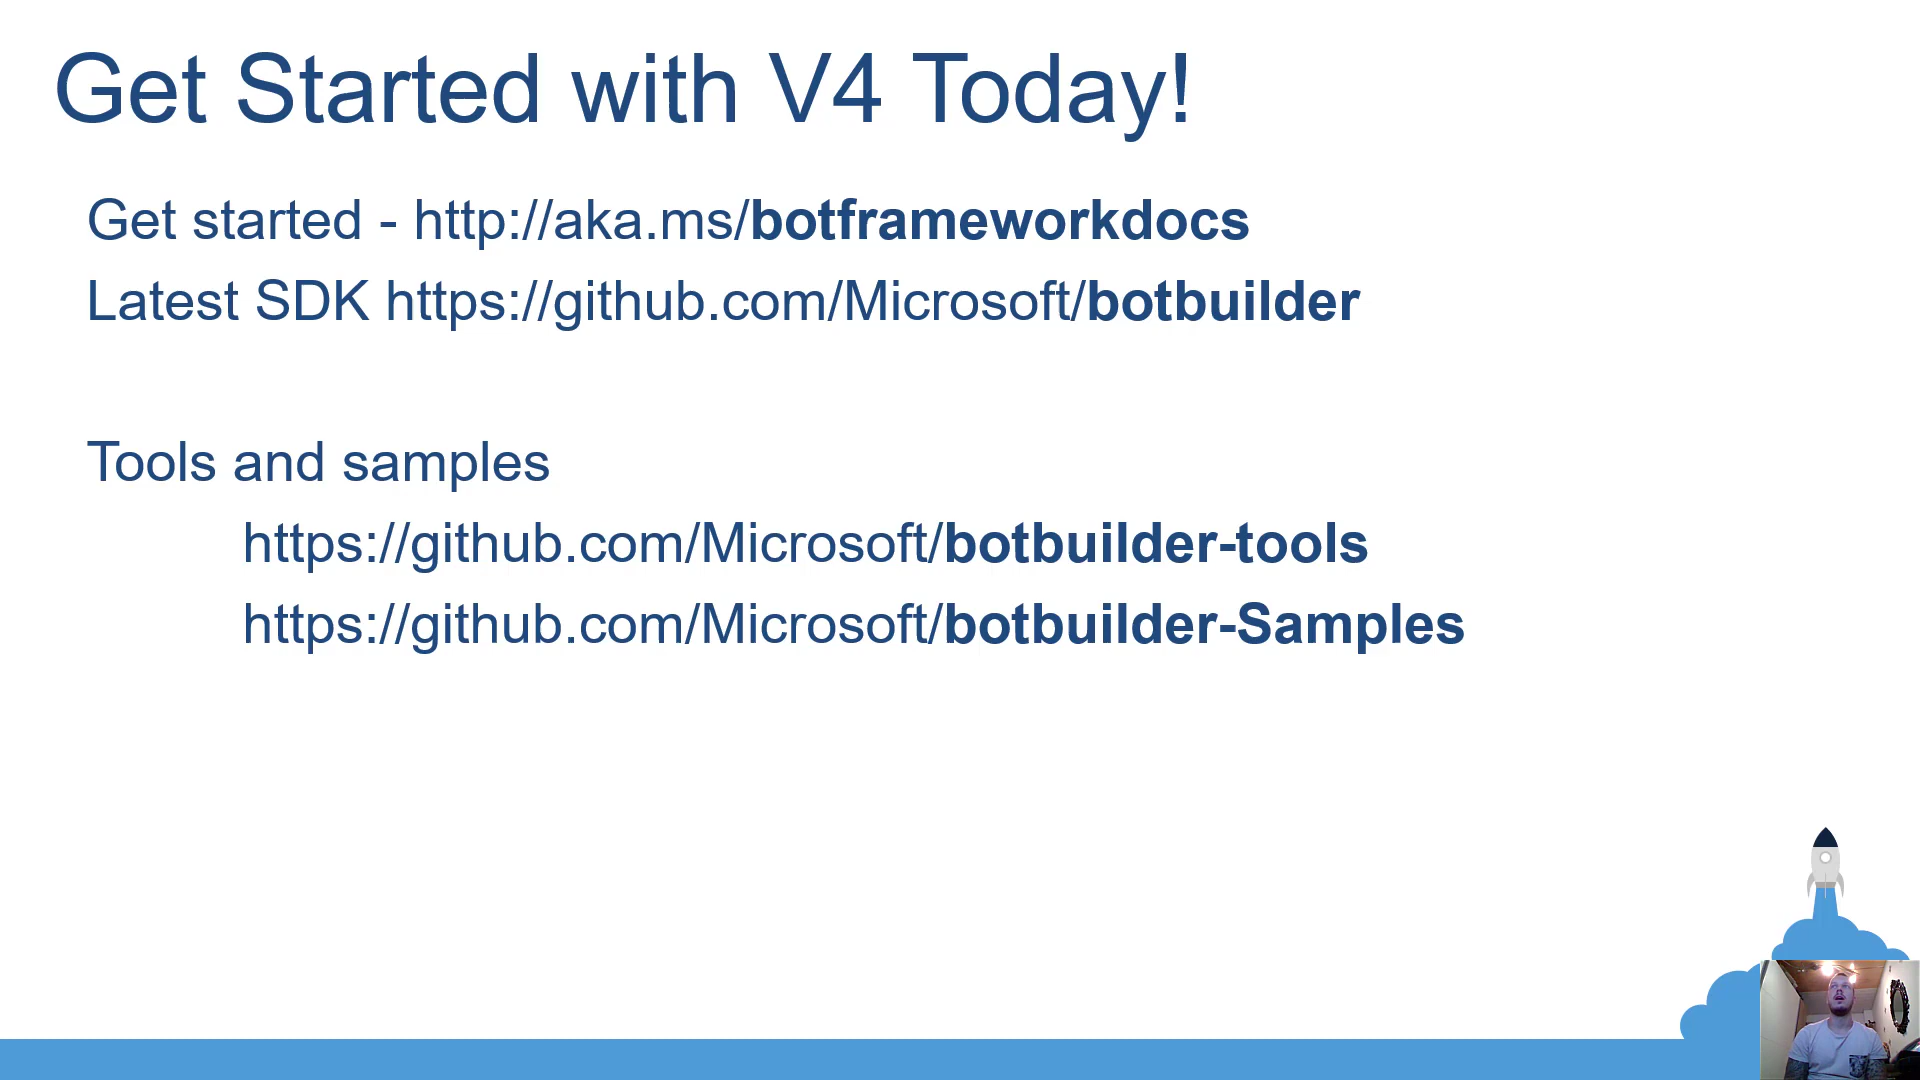 Get Started with V4 Today!
Get started - http://aka.ms/botframeworkdocs
Latest SDK https://github.com/Microsoft/botbuilder
Tools and samples
https://github.com/Microsoft/botbuilder-tools
https://github.com/Microsoft/botbuilder-Samples